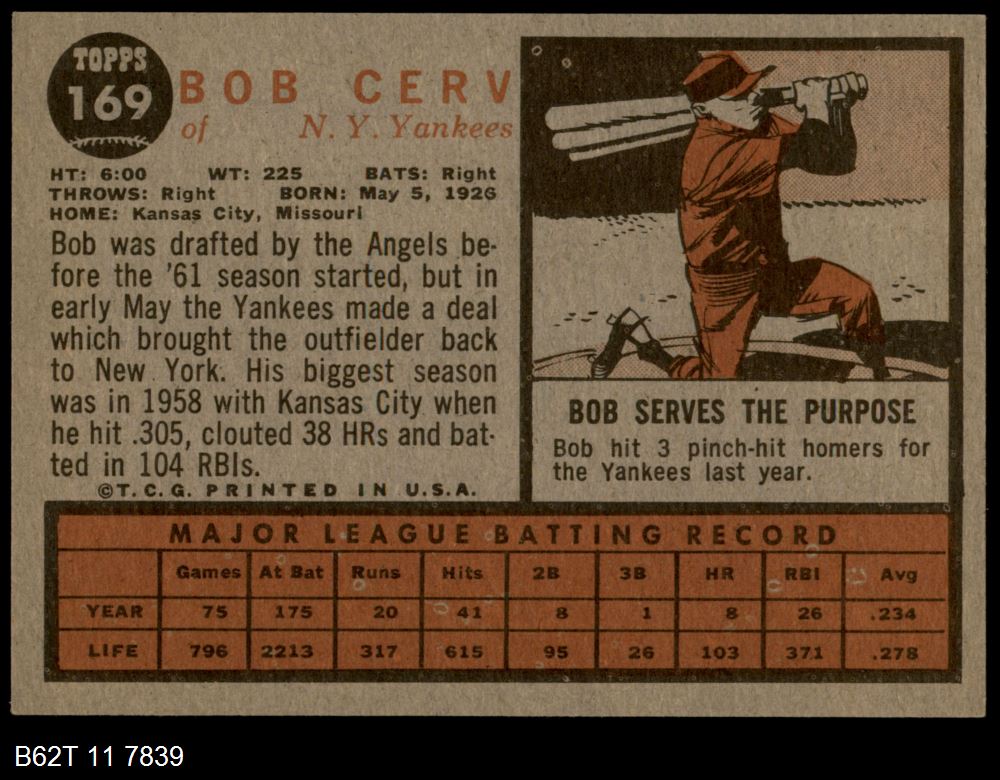 TOPPS
169
BOB CERV
of N. Y. Yankees
HT: 6:00 WT: 225 BATS: Right
THROWS: Right BORN: May 5, 1926
HOME: Kansas City, Missouri
Bob was drafted by the Angels be-
fore the '61 season started, but in
early May the Yankees made a deal
which brought the outfielder back
to New York. His biggest season
was in 1958 with Kansas City when
he hit .305, clouted 38 HRs and bat-
ted in 104 RBIs.
©T. C. G. PRINTED IN U.S.A.
BOB SERVES THE PURPOSE
Bob hit 3 pinch-hit homers for
the Yankees last year.
MAJOR LEAGUE BATTING RECORD
Games At Bat Runs Hits 2B 3B HR RBI Avg
YEAR 75 175 20 41 8 1 8 26 .234
LIFE 796 2213 317 615 95 26 103 371 .278
B62T 11 7839